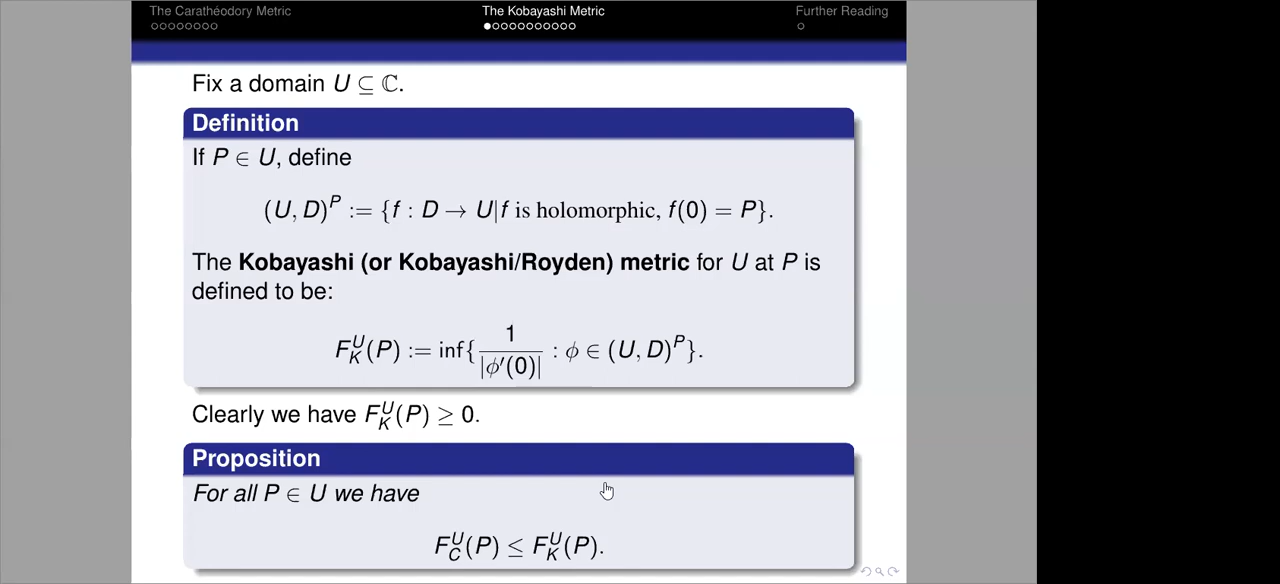 The Carathéodory Metric
The Kobayashi Metric
Further Reading
Fix a domain U ⊆ ℂ.
Definition
If P ∈ U, define
(U, D)^P := {f : D → U|f is holomorphic, f(0) = P}.
The Kobayashi (or Kobayashi/Royden) metric for U at P is
defined to be:
F_K^U(P) := inf{1/|ϕ′(0)| : ϕ ∈ (U, D)^P}.
Clearly we have F_K^U(P) ≥ 0.
Proposition
For all P ∈ U we have
F_C^U(P) ≤ F_K^U(P).